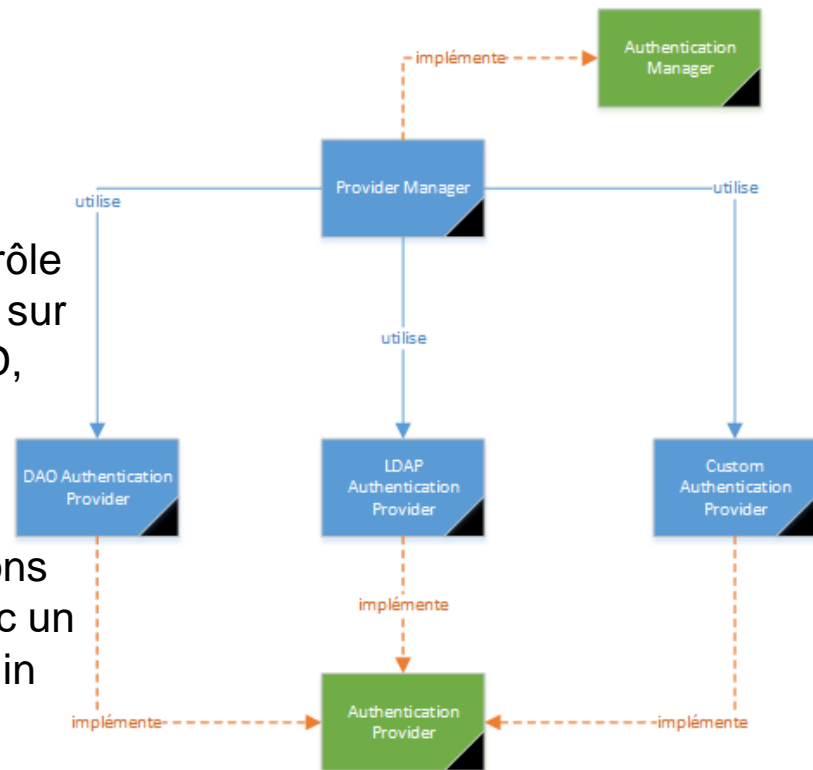 implémente
Authentication
Manager
Provider Manager
utilise
utilise
rôle
sur
utilise
DAO Authentication
Provider
LDAP
Authentication
Provider
Custom
Authentication
Provider
c un
implémente
in
Authentication
Provider
implémente
implémente